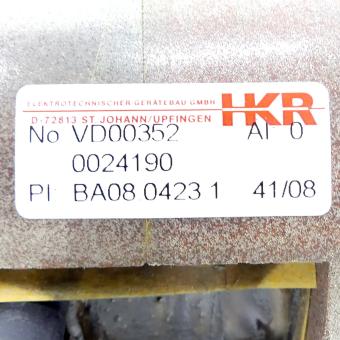 ELEKTROTECHNISCHER GERÄTEBAU GMBH
D-72813 ST.JOHANN/UPFINGEN HKR
No VD00352 AI 0
0024190
PI BA08 0423 1 41/08